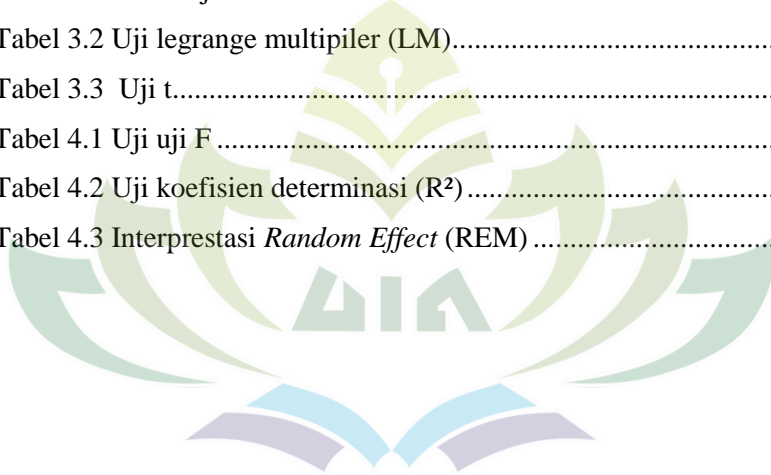 Tabel 3.2 Uji legrange multipiler (LM)
Tabel 3.3 Uji t
Tabel 4.1 Uji uji F
Tabel 4.2 Uji koefisien determinasi (R²)
Tabel 4.3 Interprestasi Random Effect (REM)
UIN